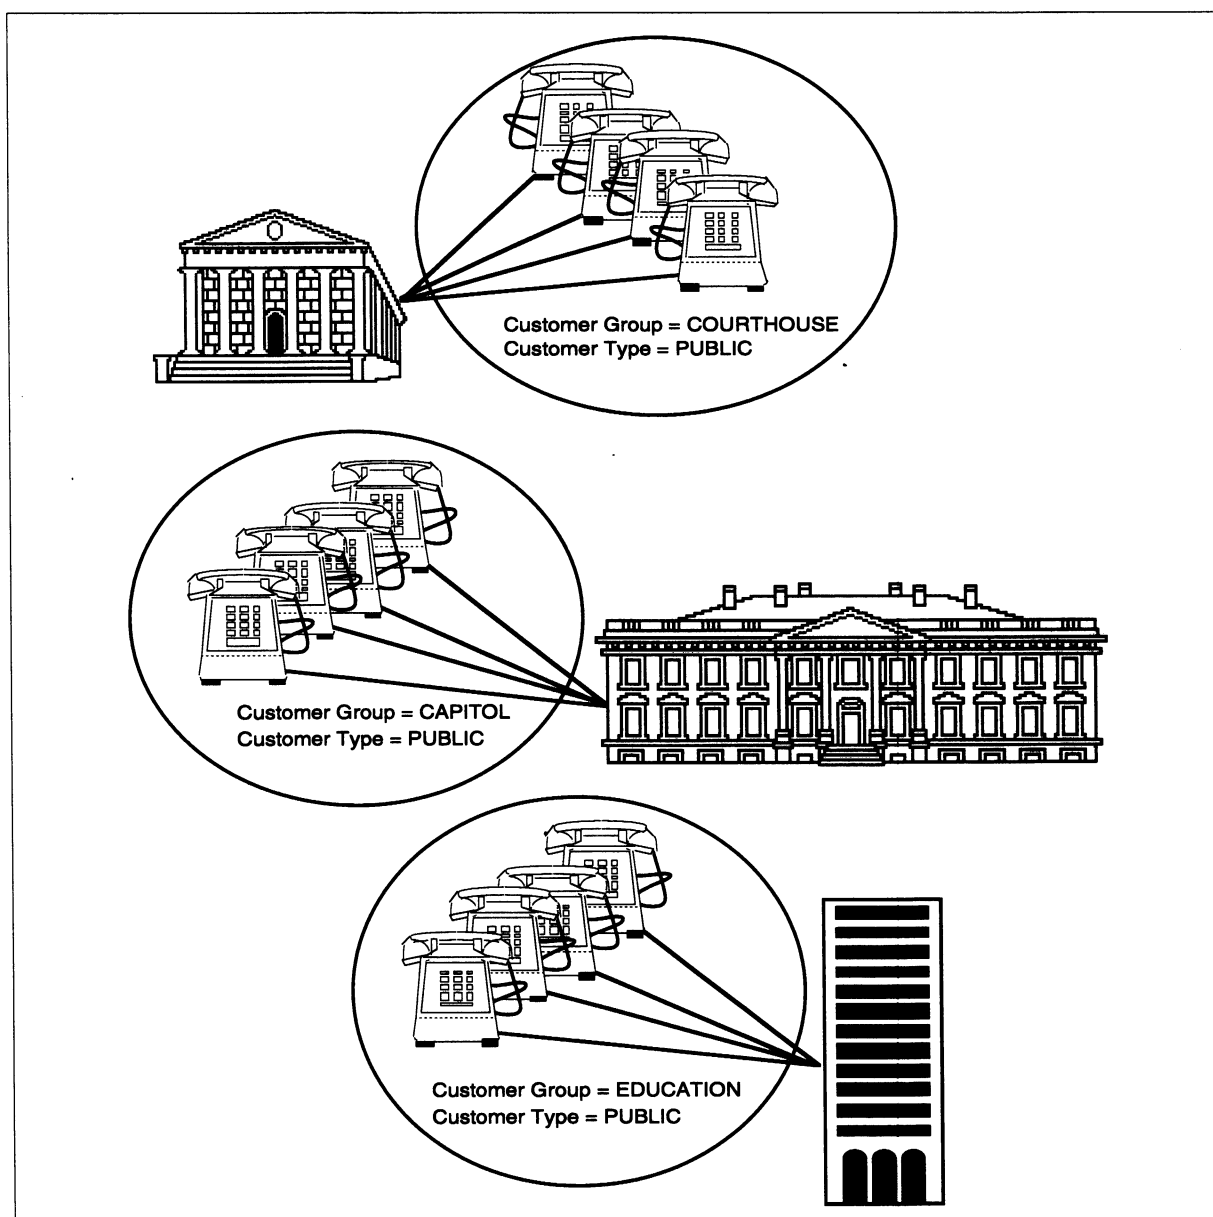 Customer Group = COURTHOUSE
Customer Type = PUBLIC
Customer Group = CAPITOL
Customer Type = PUBLIC
Customer Group = EDUCATION
Customer Type = PUBLIC